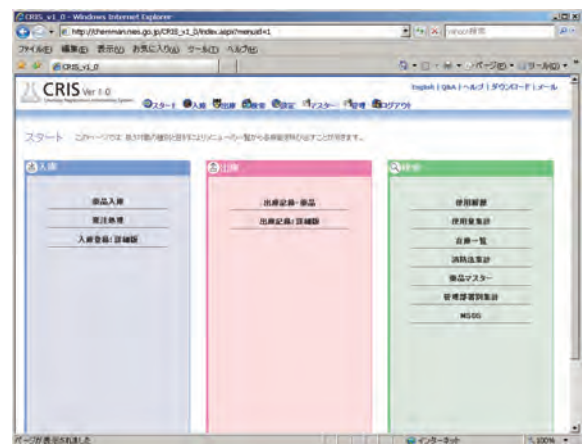 CRIS_v1_0 - Windows Internet Explorer
http://chemman.nies.go.jp/CRIS_v1_0/index.aspx?menuid=1
ファイル(F) 編集(E) 表示(V) お気に入り(A) ツール(T) ヘルプ(H)
CRIS_v1_0
ページ(P) ツール(O)
CRIS Ver 1.0
English | Q&A | ヘルプ | ダウンロード | メール
スタート 入庫 出庫 検索 設定 マスター 管理 ログアウト
スタート
入庫 出庫 検索
薬品入庫 出庫記録・薬品 使用履歴
発注処理 出庫記録/詳細版 使用量集計
入庫登録/詳細版 在庫一覧
消防法集計
薬品マスター
管理部署別集計
MSDS
ページが表示されました
インターネット 100%